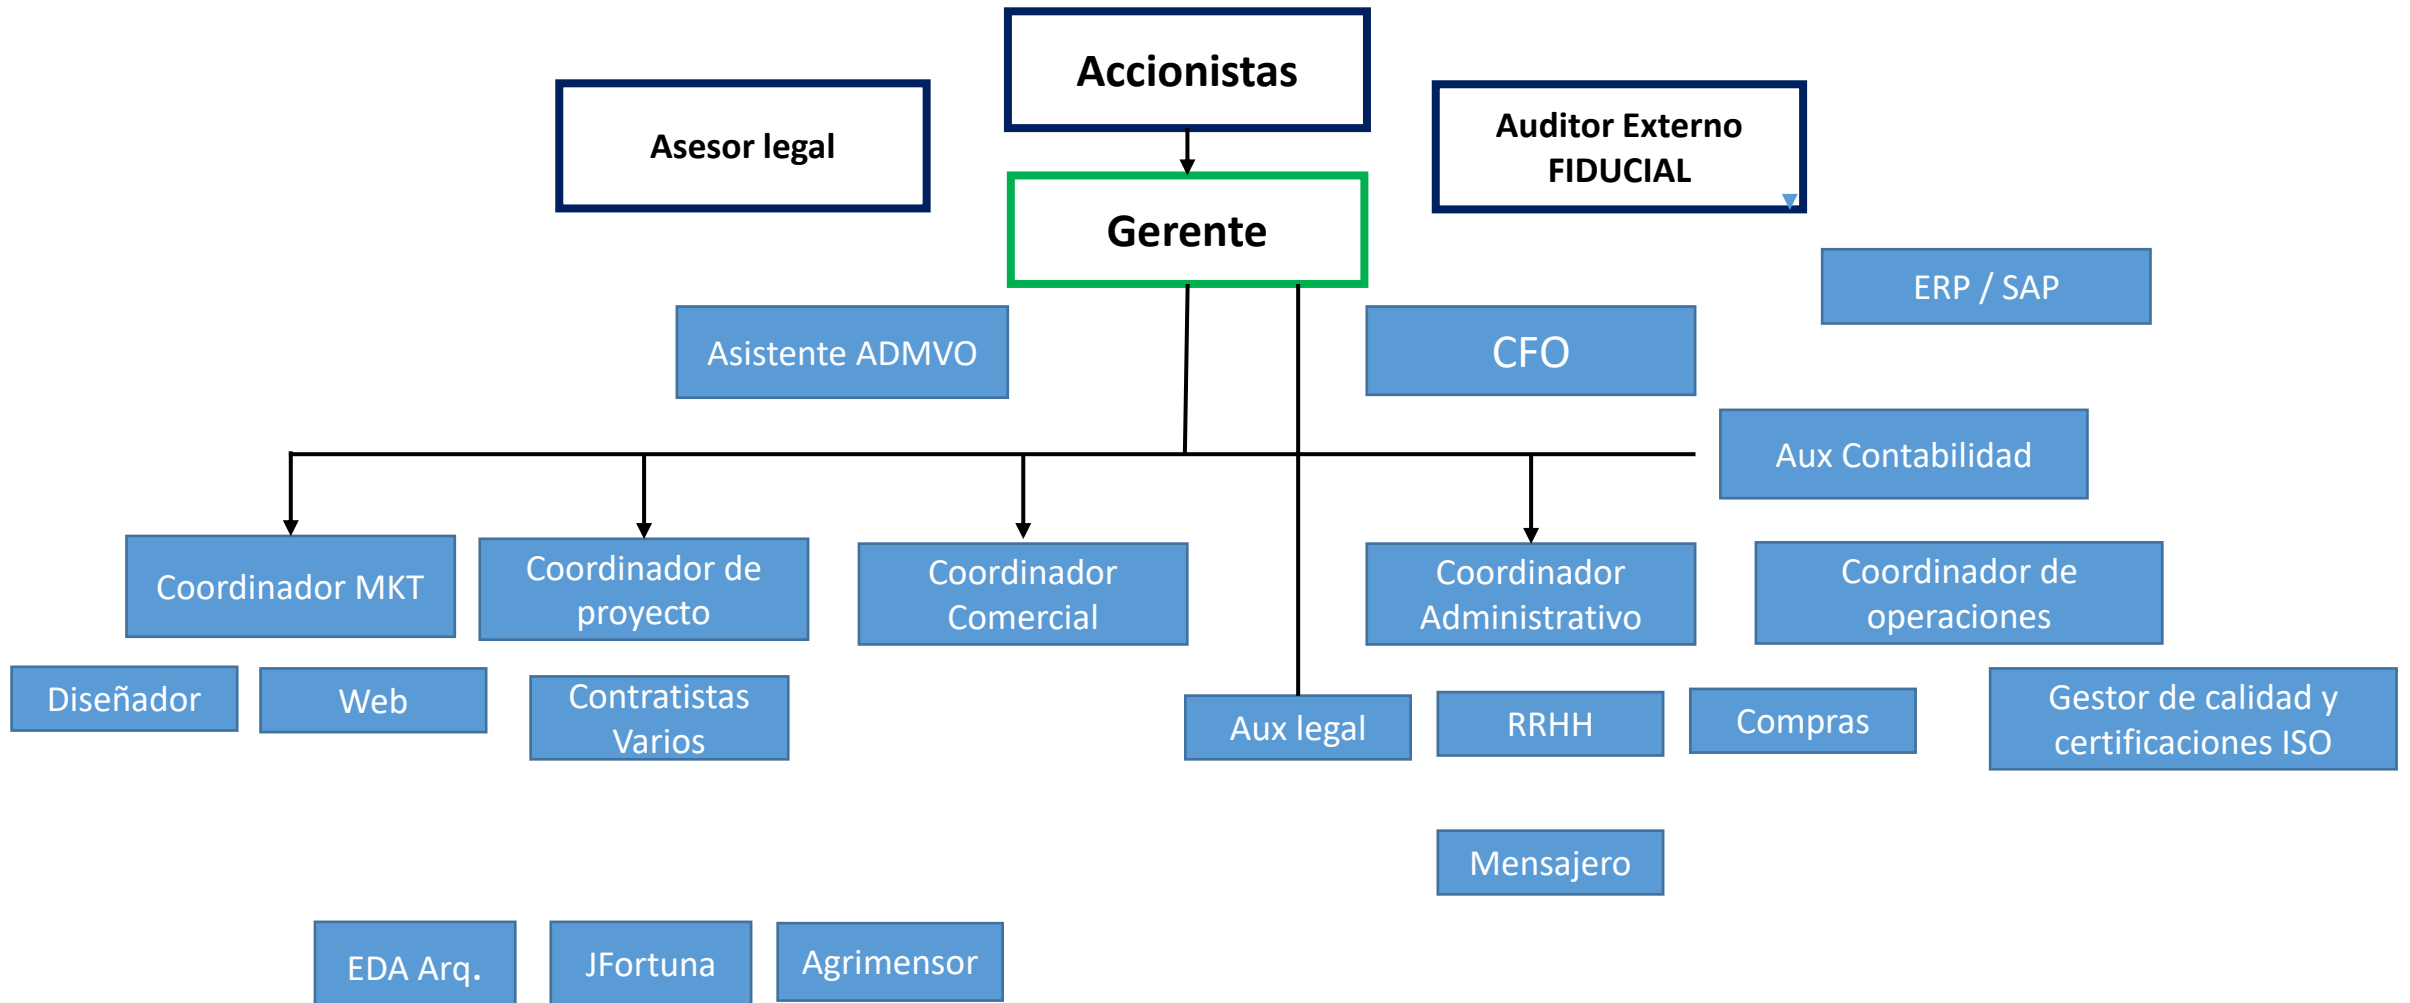 Accionistas
Asesor legal
Auditor Externo
FIDUCIAL
Gerente
ERP / SAP
Asistente ADMVO
CFO
Aux Contabilidad
Coordinador MKT
Coordinador de
proyecto
Coordinador
Comercial
Coordinador
Administrativo
Coordinador de
operaciones
Diseñador
Web
Contratistas
Varios
Aux legal
RRHH
Compras
Gestor de calidad y
certificaciones ISO
Mensajero
EDA Arq.
JFortuna
Agrimensor